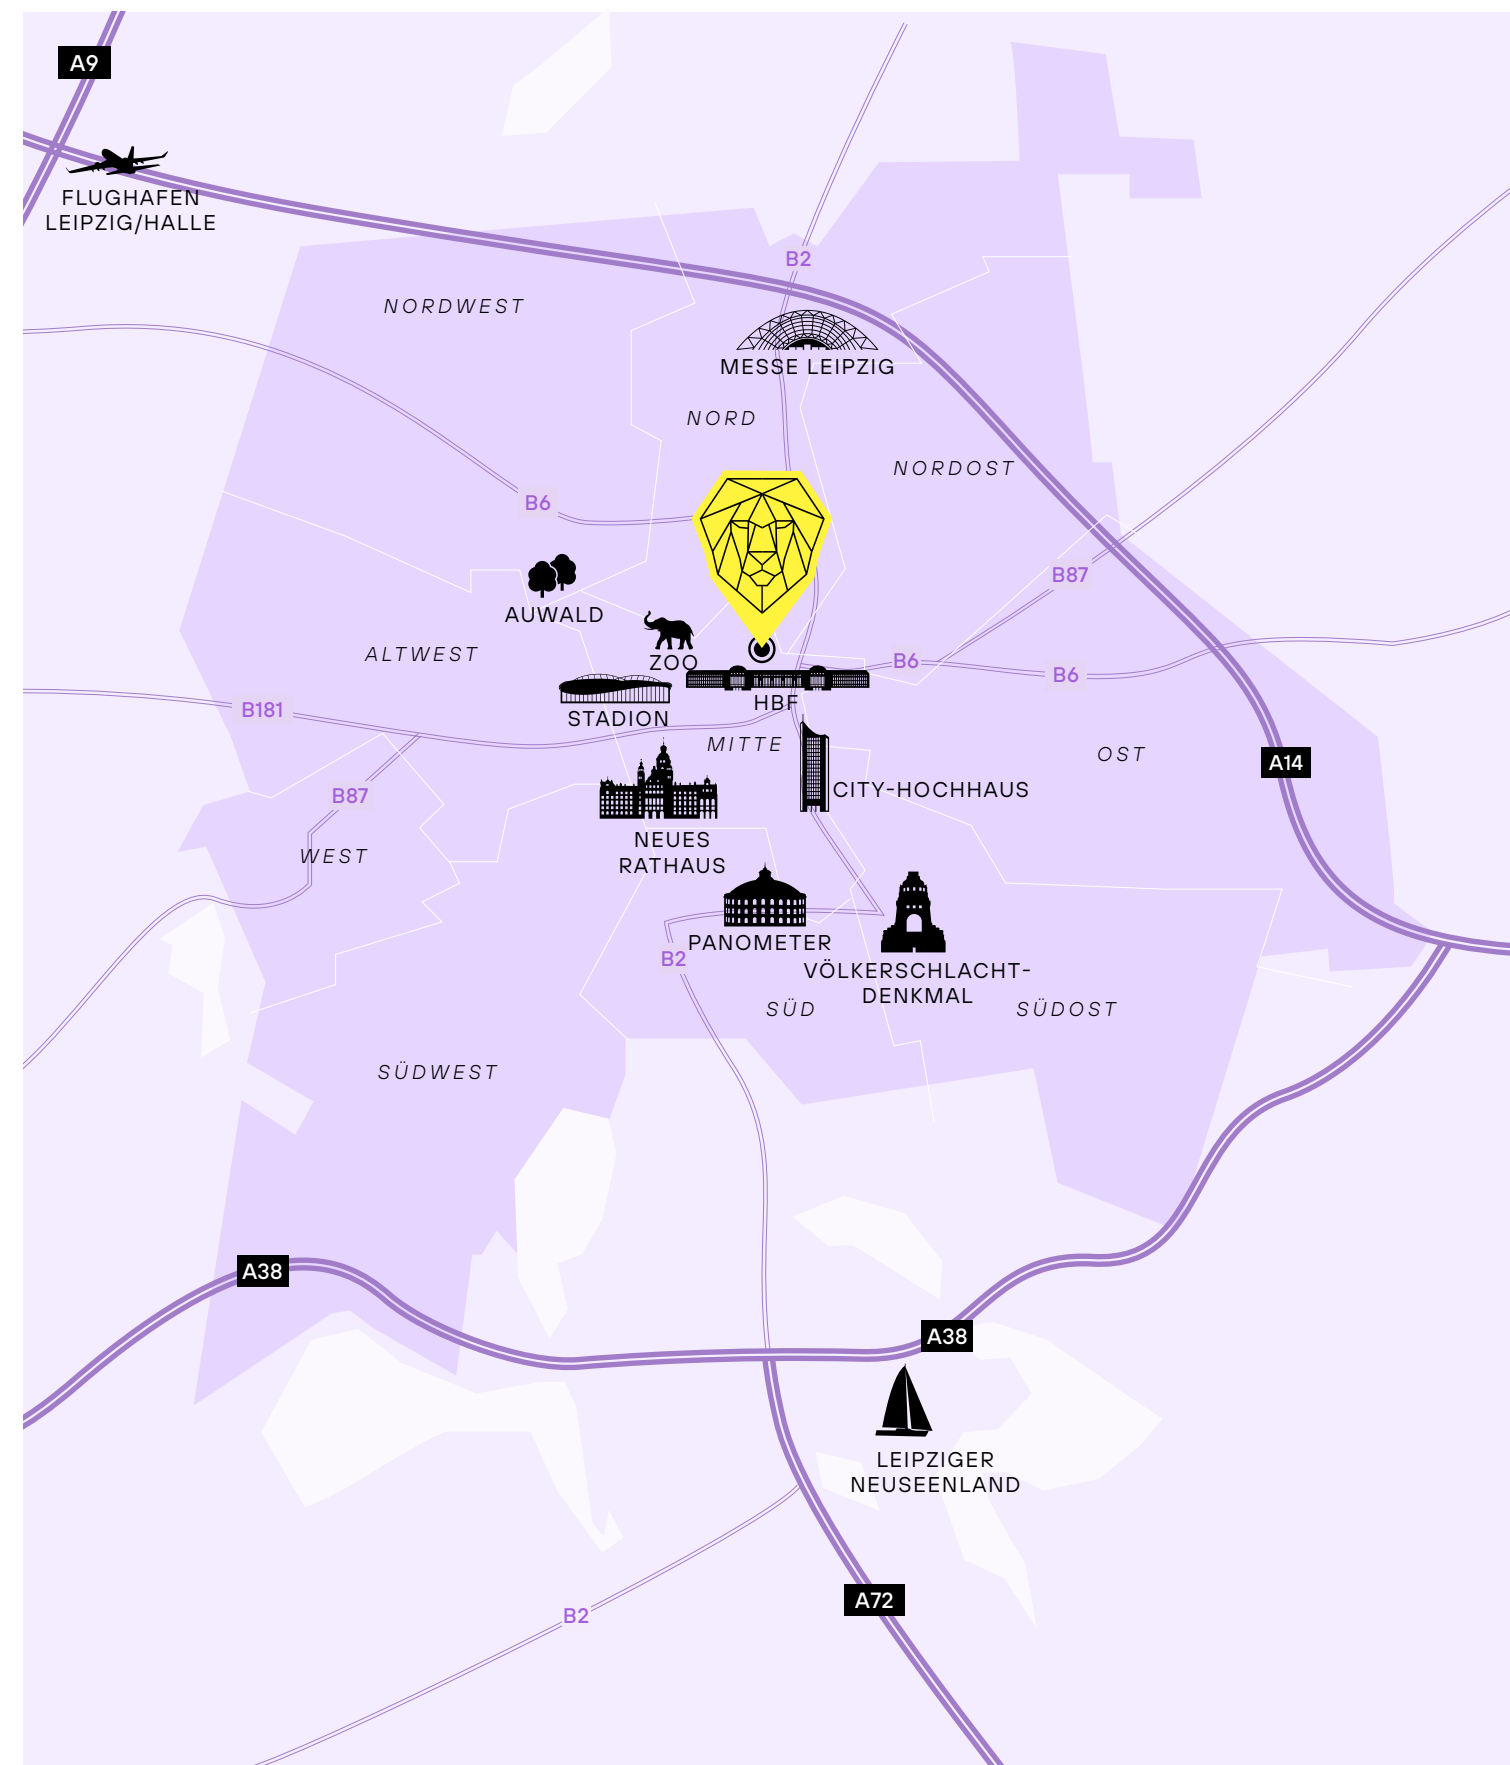 A9
FLUGHAFEN
LEIPZIG/HALLE
B2
NORDWEST
MESSE LEIPZIG
NORD
NORDOST
B6
B87
AUWALD
ALTWEST
ZOO
B6
B6
HBF
B181
STADION
MITTE
OST
A14
CITY-HOCHHAUS
B87
NEUES
RATHAUS
WEST
PANOMETER
B2
VÖLKERSCHLACHT-
DENKMAL
SÜD
SÜDOST
SÜDWEST
A38
A38
LEIPZIGER
NEUSEENLAND
A72
B2